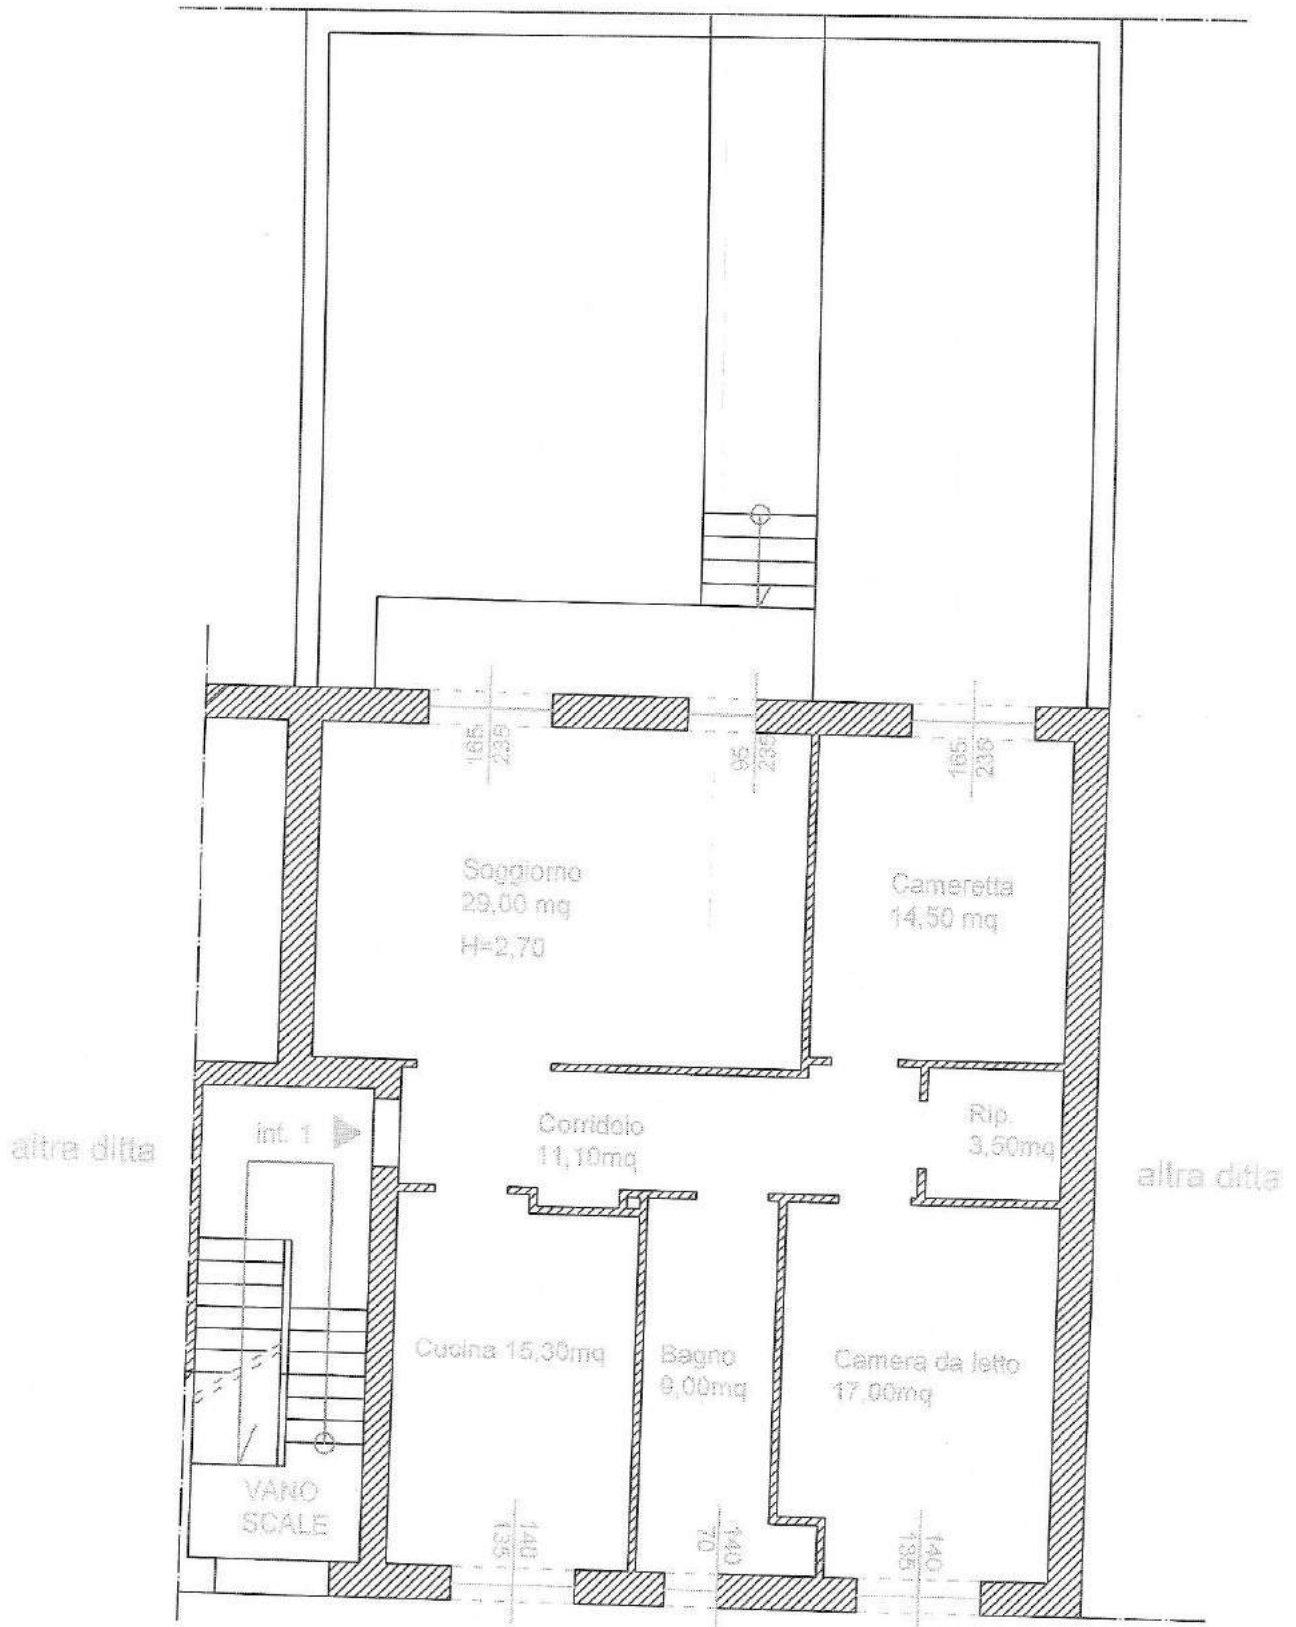 165
235
95
235
165
235
Soggiorno
29,00 mq
H=2,70
Cameretta
14,50 mq
altra ditta
int. 1
Corridoio
11,10mq
Rip.
3,50mq
altra ditta
Cucina 15,30mq
Bagno
9,00mq
Camera da letto
17,00mq
VANO
SCALE
135
140
70
140
135
140